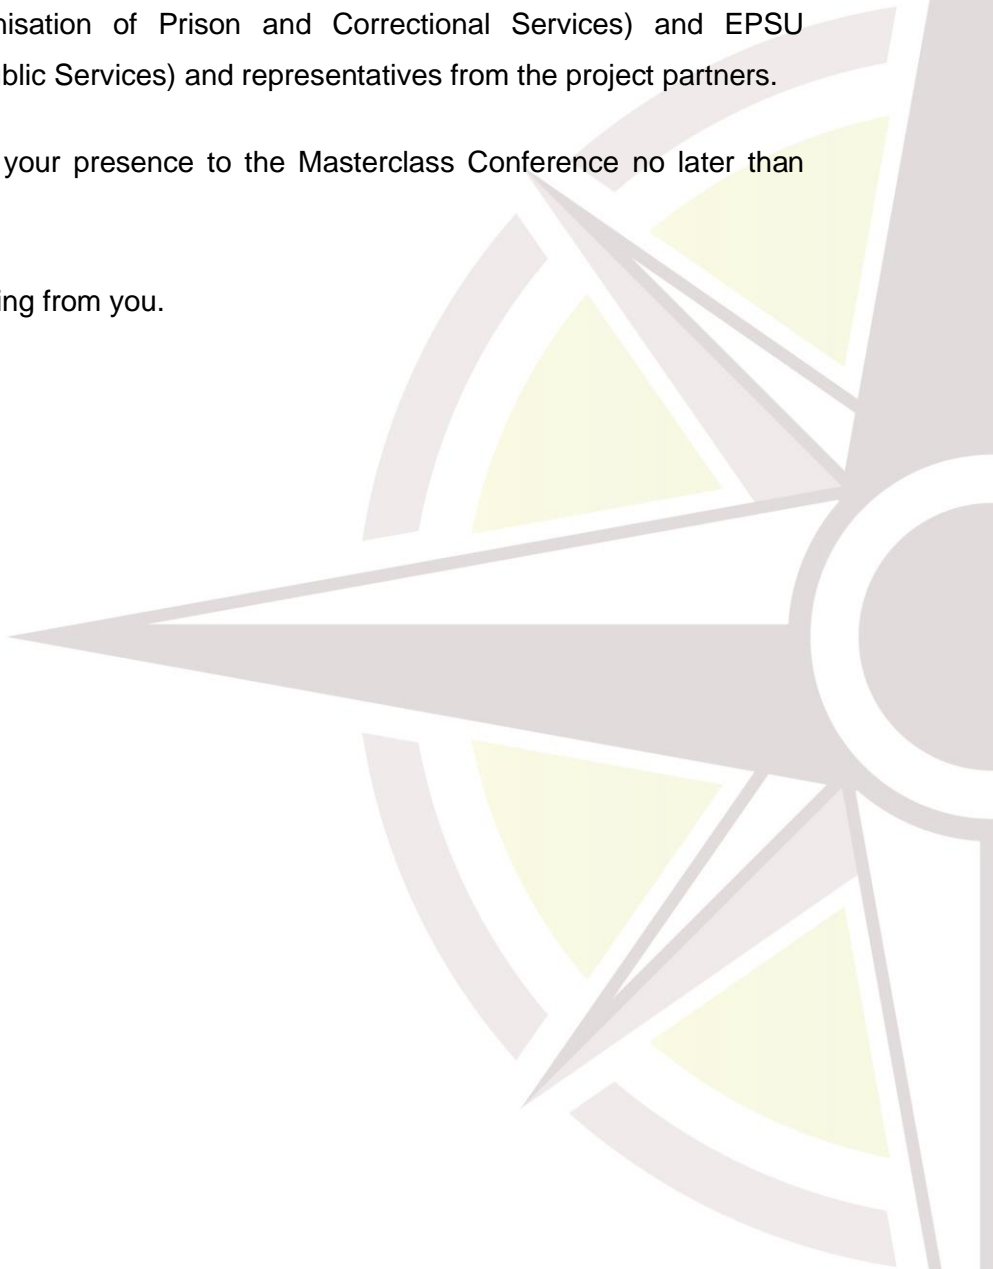 nisation of Prison and Correctional Services) and EPSU
blic Services) and representatives from the project partners.
your presence to the Masterclass Conference no later than
ing from you.